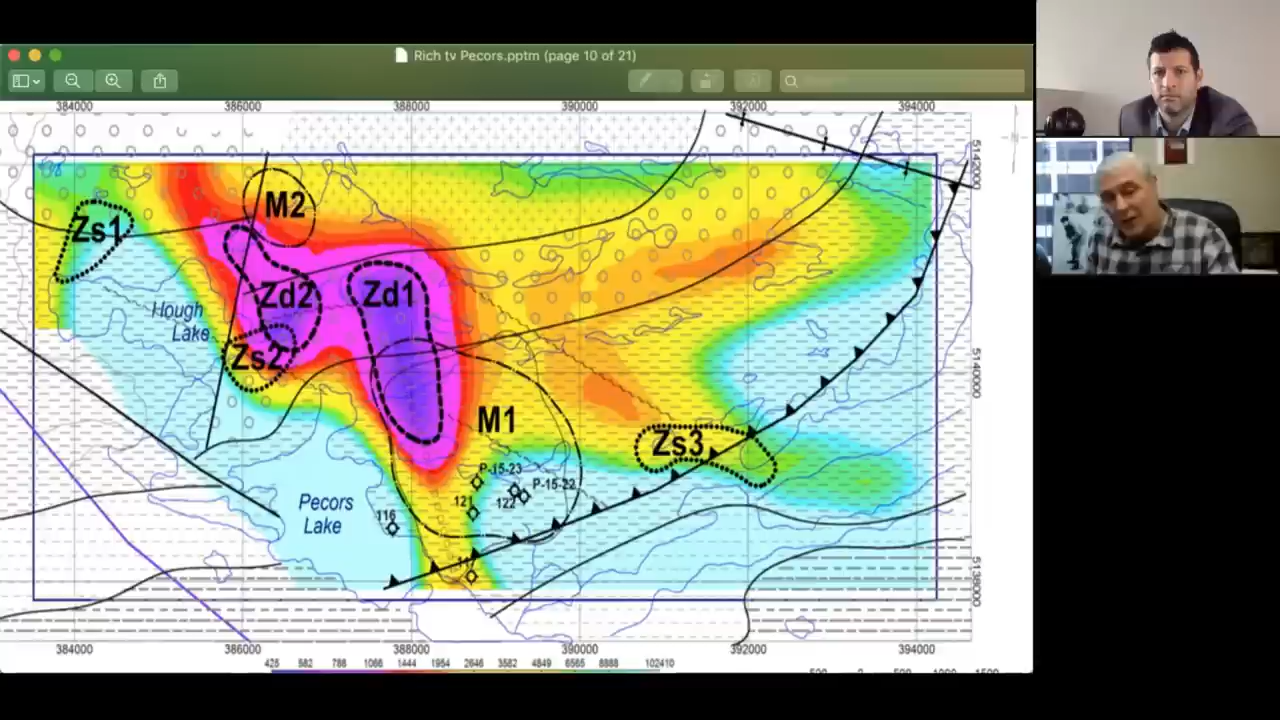 Rich tv Pecors.pptm (page 10 of 21)
384000 386000 388000 390000 392000 394000
5142000
M2
Zs1
Zd2 Zd1
Hough
Lake
Zs2
5140000
M1
Zs3
P-15-23
P-15-22
121 122
Pecors
Lake
116
5138000
384000 386000 388000 390000 392000 394000
425 582 786 1066 1444 1954 2646 3582 4849 6565 8888 102410